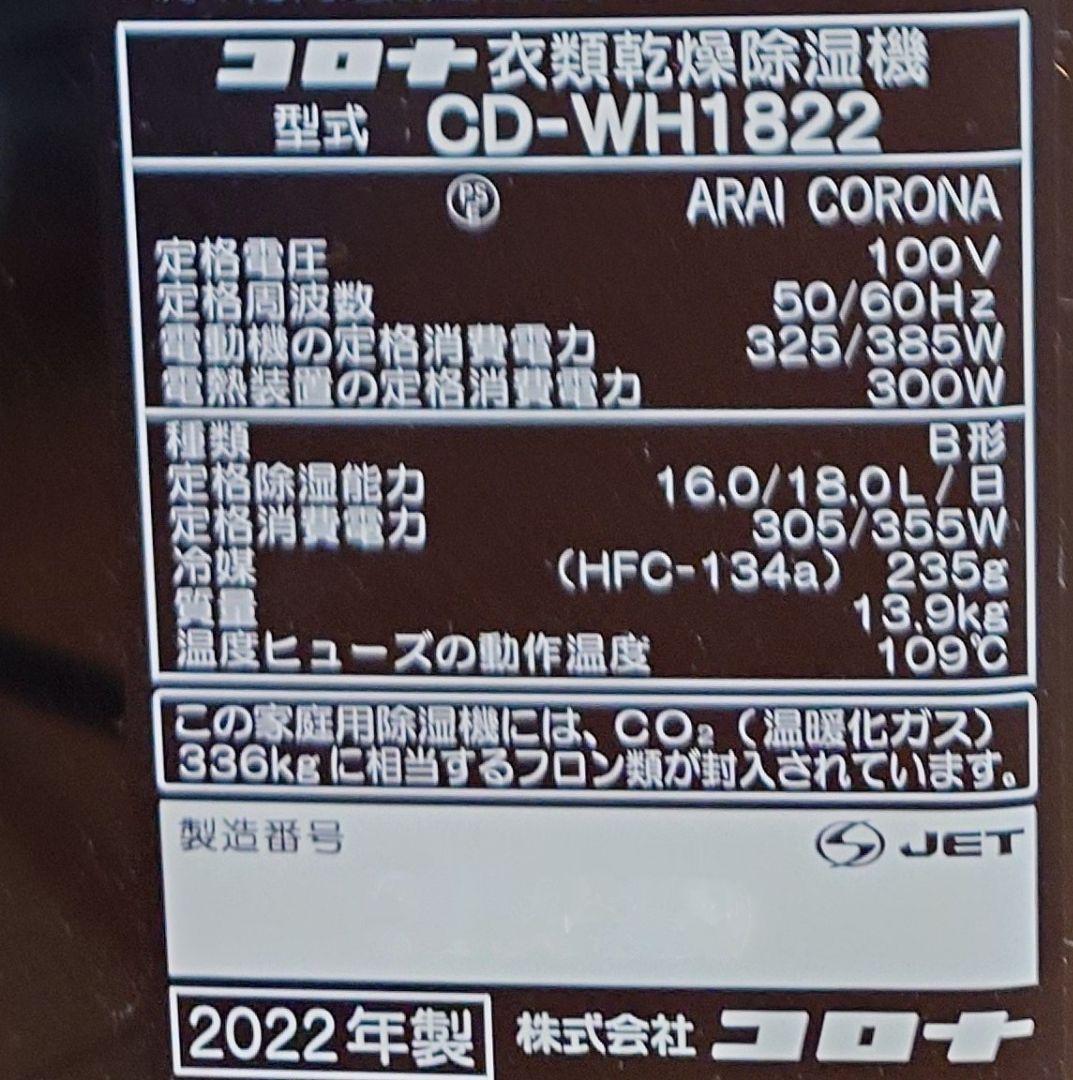 コロナ衣類乾燥除湿機
型式 CD-WH1822
PS E ARAI CORONA
定格電圧 100V
定格周波数 50/60Hz
電動機の定格消費電力 325/385W
電熱装置の定格消費電力 300W
種類 B形
定格除湿能力 16.0/18.0L/日
定格消費電力 305/355W
冷媒 (HFC-134a) 235g
質量 13.9kg
温度ヒューズの動作温度 109℃
この家庭用除湿機には、CO₂(温暖化ガス)
336kgに相当するフロン類が封入されています。
製造番号 JET
2022年製 株式会社コロナ